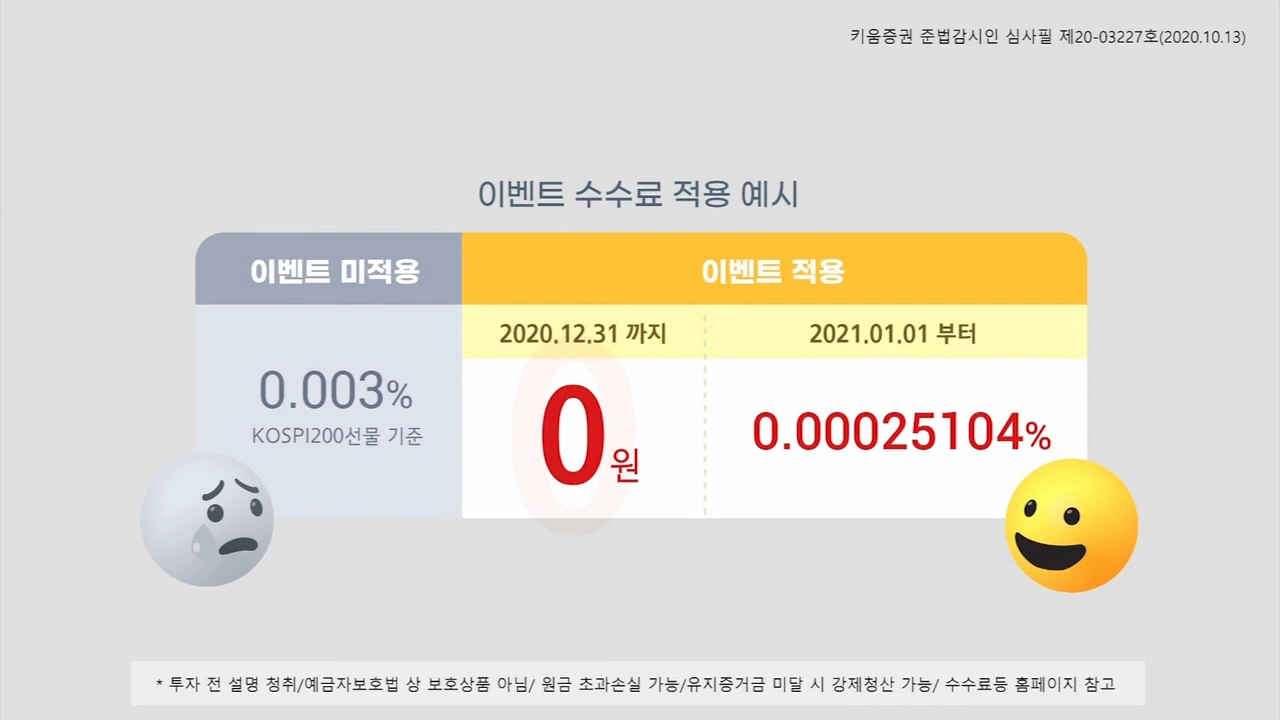 키움증권 준법감시인 심사필 제20-03227호(2020.10.13)
이벤트 수수료 적용 예시
이벤트 미적용
이벤트 적용
2020.12.31 까지
2021.01.01 부터
0.003%
KOSPI200선물 기준
0원
0.00025104%
* 투자 전 설명 청취/예금자보호법 상 보호상품 아님/ 원금 초과손실 가능/유지증거금 미달 시 강제청산 가능/ 수수료등 홈페이지 참고